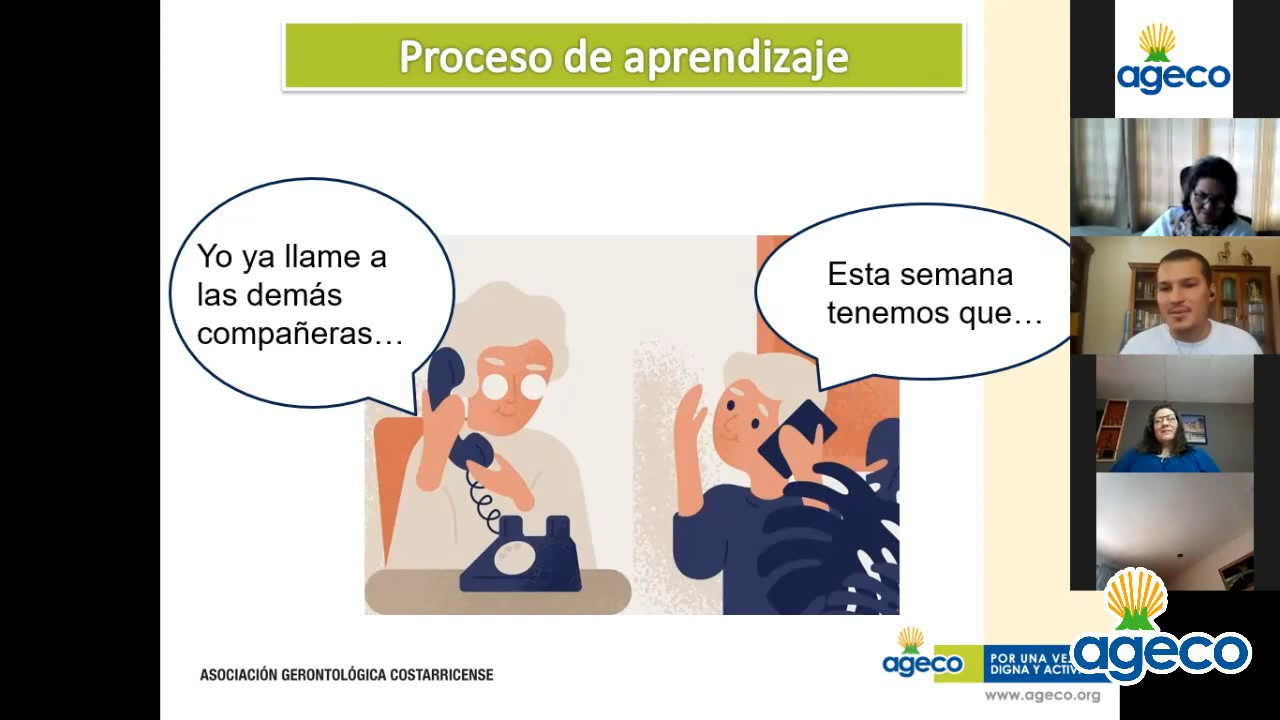 Proceso de aprendizaje
Yo ya llame a
las demás
compañeras…
Esta semana
tenemos que…
ageco
ASOCIACIÓN GERONTOLÓGICA COSTARRICENSE
ageco
POR UNA VEJ
DIGNA Y ACTIV
www.ageco.org
ageco